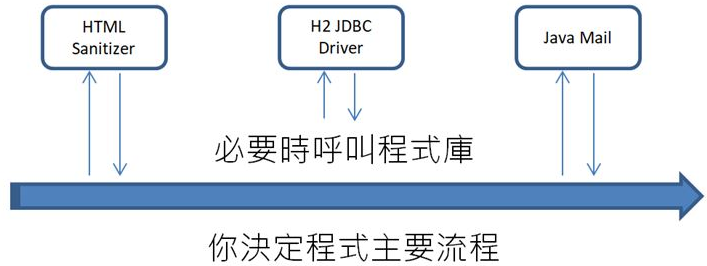 HTML
Sanitizer
H2 JDBC
Driver
Java Mail
必要時呼叫程式庫
你決定程式主要流程